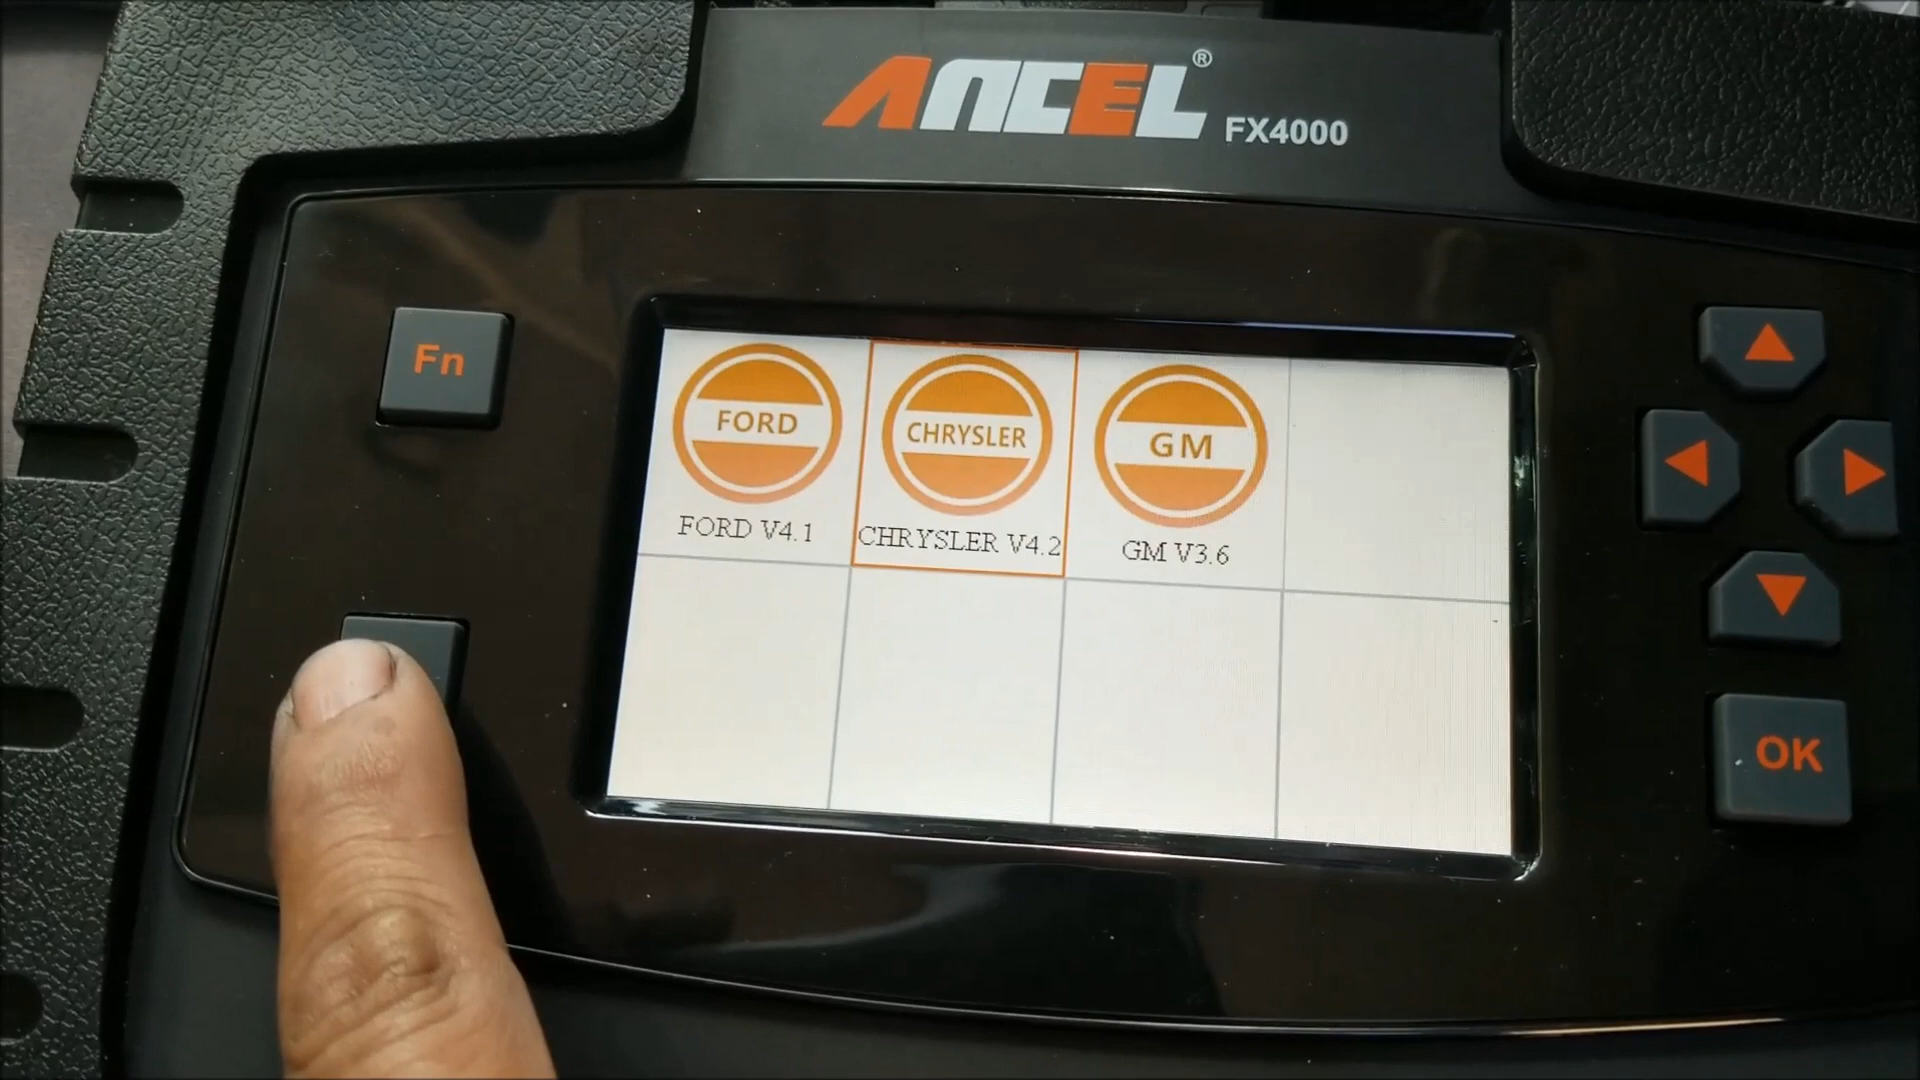 ANCEL®
FX4000
Fn
FORD
CHRYSLER
GM
FORD V4.1
CHRYSLER V4.2
GM V3.6
OK